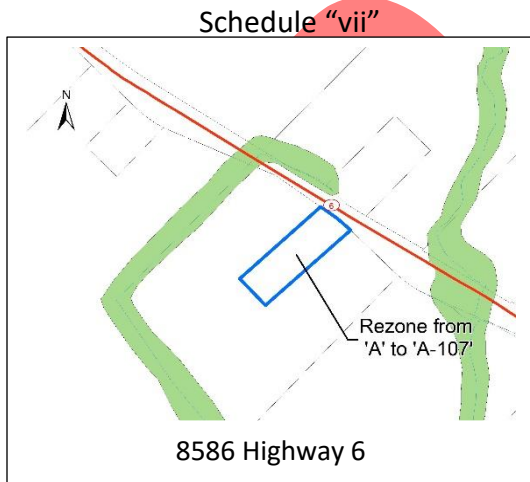 Schedule “vii”
N
6
Rezone from
'A' to 'A-107'
8586 Highway 6